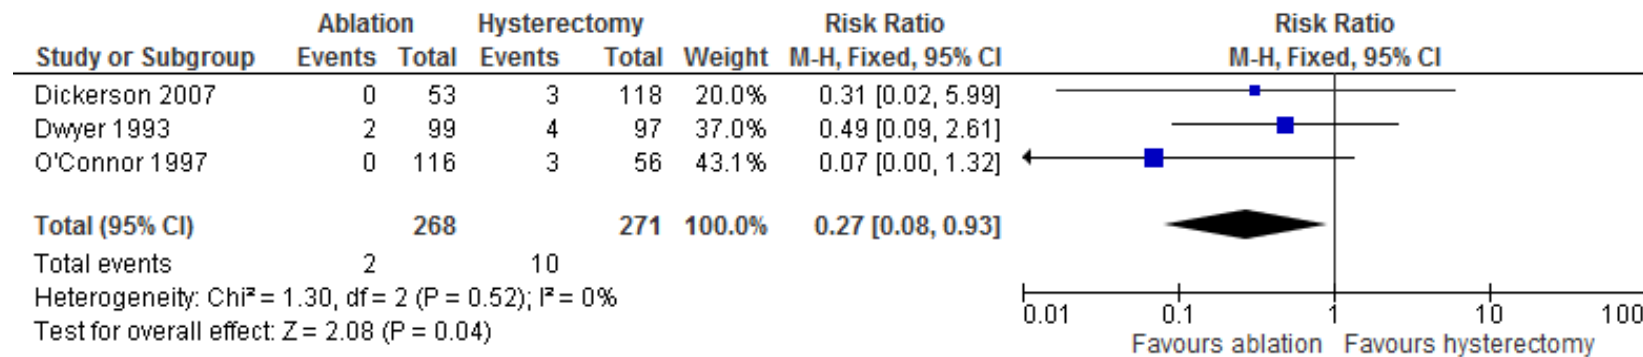 Ablation Hysterectomy Risk Ratio Risk Ratio
Study or Subgroup Events Total Events Total Weight M-H, Fixed, 95% CI M-H, Fixed, 95% CI
Dickerson 2007 0 53 3 118 20.0% 0.31 [0.02, 5.99]
Dwyer 1993 2 99 4 97 37.0% 0.49 [0.09, 2.61]
O'Connor 1997 0 116 3 56 43.1% 0.07 [0.00, 1.32]
Total (95% CI) 268 271 100.0% 0.27 [0.08, 0.93]
Total events 2 10
Heterogeneity: Chi² = 1.30, df = 2 (P = 0.52); I² = 0%
Test for overall effect: Z = 2.08 (P = 0.04)
0.01 0.1 1 10 100
Favours ablation Favours hysterectomy